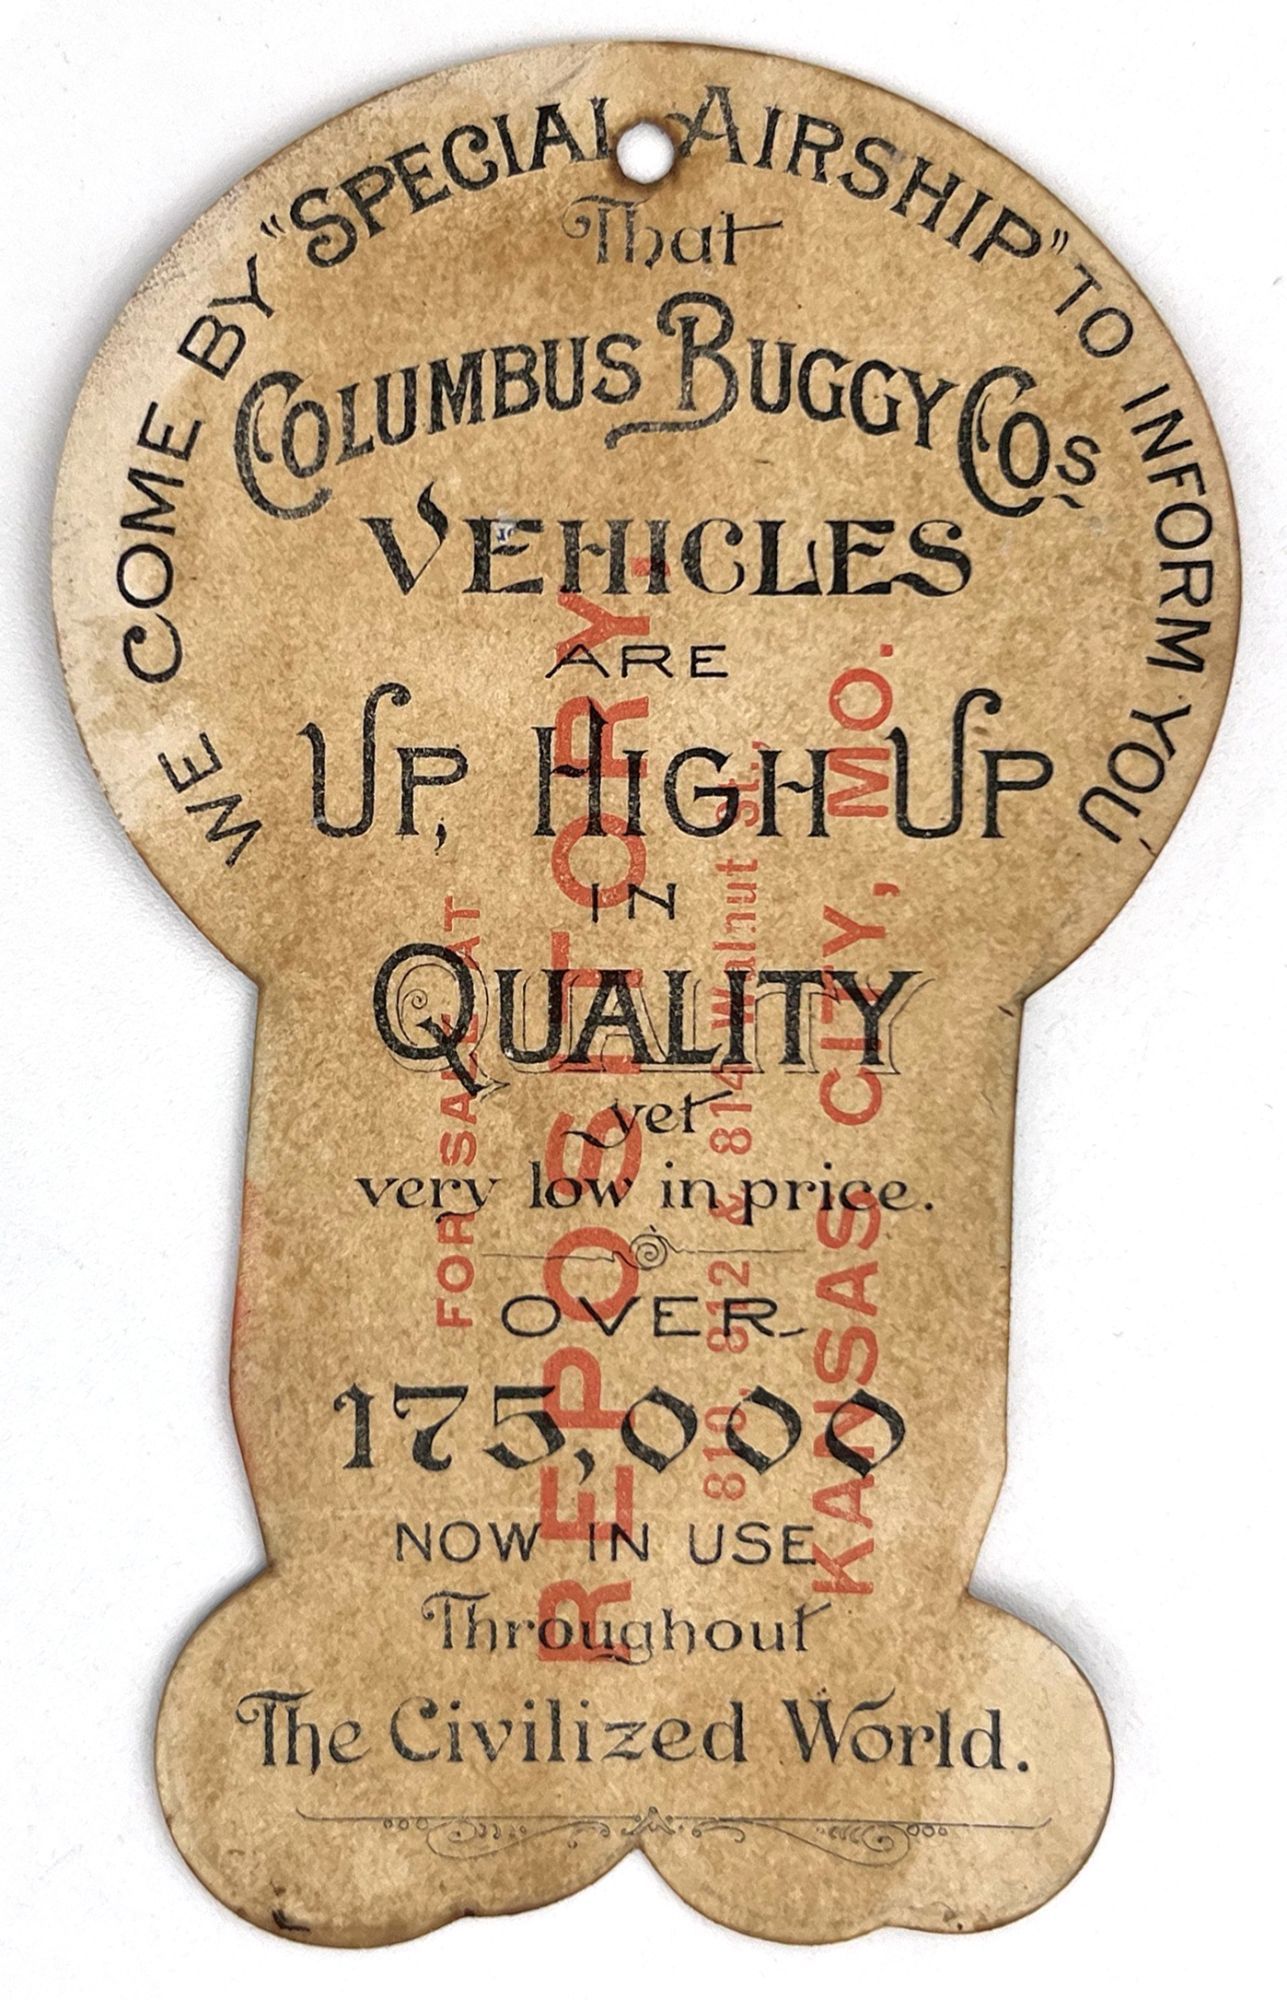 WE COME BY "SPECIAL AIRSHIP" TO INFORM YOU
That
COLUMBUS BUGGY CO'S
VEHICLES
ARE
UP, HIGH UP
IN
QUALITY
yet
very low in price.
OVER
175,000
NOW IN USE
Throughout
The Civilized World.
FOR SALE AT
REPOSITORY.
810, 812 & 814 Walnut St.,
KANSAS CITY, MO.